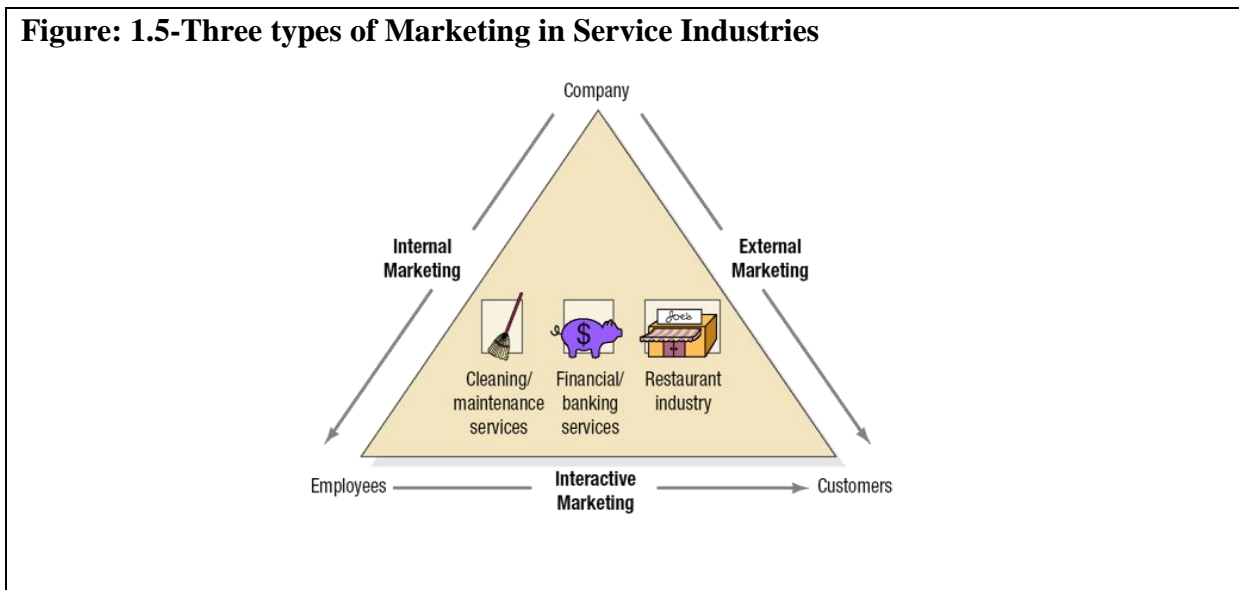 Figure: 1.5-Three types of Marketing in Service Industries
Company
Internal
Marketing
External
Marketing
Joe's
$
Cleaning/
maintenance
services
Financial/
banking
services
Restaurant
industry
Employees
Interactive
Marketing
Customers